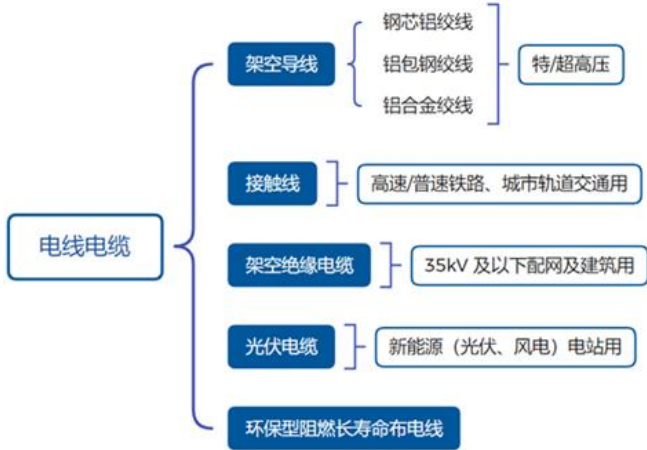 钢芯铝绞线
架空导线
铝包钢绞线
特/超高压
铝合金绞线
接触线
高速/普速铁路、城市轨道交通用
电线电缆
架空绝缘电缆
35kV 及以下配网及建筑用
光伏电缆
新能源（光伏、风电）电站用
环保型阻燃长寿命布电线